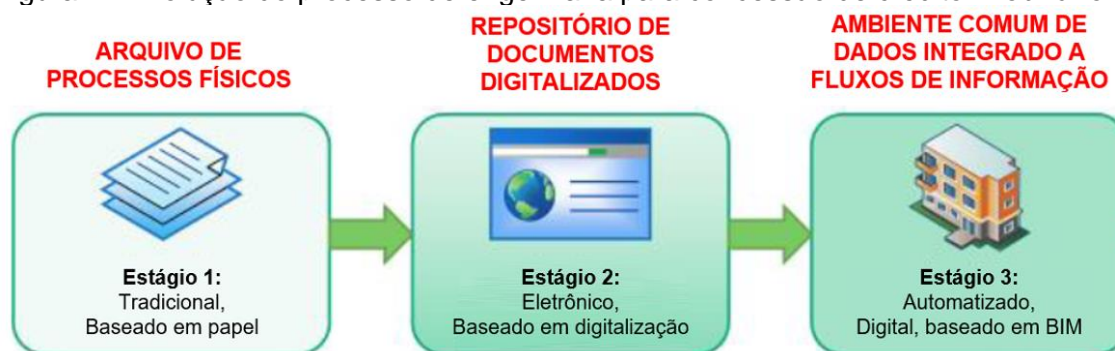 ARQUIVO DE
PROCESSOS FÍSICOS
REPOSITÓRIO DE
DOCUMENTOS
DIGITALIZADOS
AMBIENTE COMUM DE
DADOS INTEGRADO A
FLUXOS DE INFORMAÇÃO
Estágio 1:
Tradicional,
Baseado em papel
Estágio 2:
Eletrônico,
Baseado em digitalização
Estágio 3:
Automatizado,
Digital, baseado em BIM